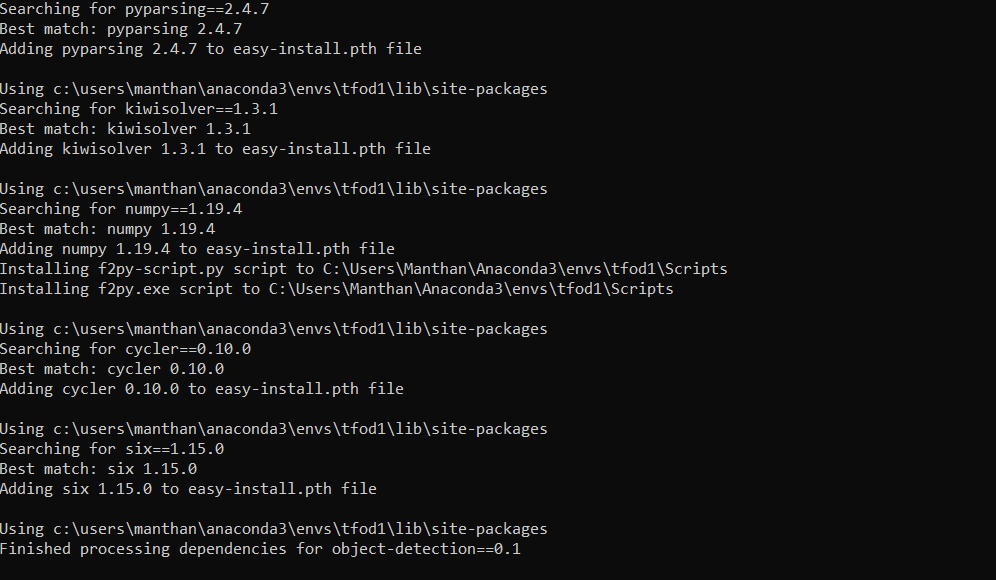 Searching for pyparsing==2.4.7
Best match: pyparsing 2.4.7
Adding pyparsing 2.4.7 to easy-install.pth file
Using c:\users\manthan\anaconda3\envs\tfod1\lib\site-packages
Searching for kiwisolver==1.3.1
Best match: kiwisolver 1.3.1
Adding kiwisolver 1.3.1 to easy-install.pth file
Using c:\users\manthan\anaconda3\envs\tfod1\lib\site-packages
Searching for numpy==1.19.4
Best match: numpy 1.19.4
Adding numpy 1.19.4 to easy-install.pth file
Installing f2py-script.py script to C:\Users\Manthan\Anaconda3\envs\tfod1\Scripts
Installing f2py.exe script to C:\Users\Manthan\Anaconda3\envs\tfod1\Scripts
Using c:\users\manthan\anaconda3\envs\tfod1\lib\site-packages
Searching for cycler==0.10.0
Best match: cycler 0.10.0
Adding cycler 0.10.0 to easy-install.pth file
Using c:\users\manthan\anaconda3\envs\tfod1\lib\site-packages
Searching for six==1.15.0
Best match: six 1.15.0
Adding six 1.15.0 to easy-install.pth file
Using c:\users\manthan\anaconda3\envs\tfod1\lib\site-packages
Finished processing dependencies for object-detection==0.1